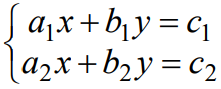 a₁x + b₁y = c₁
a₂x + b₂y = c₂